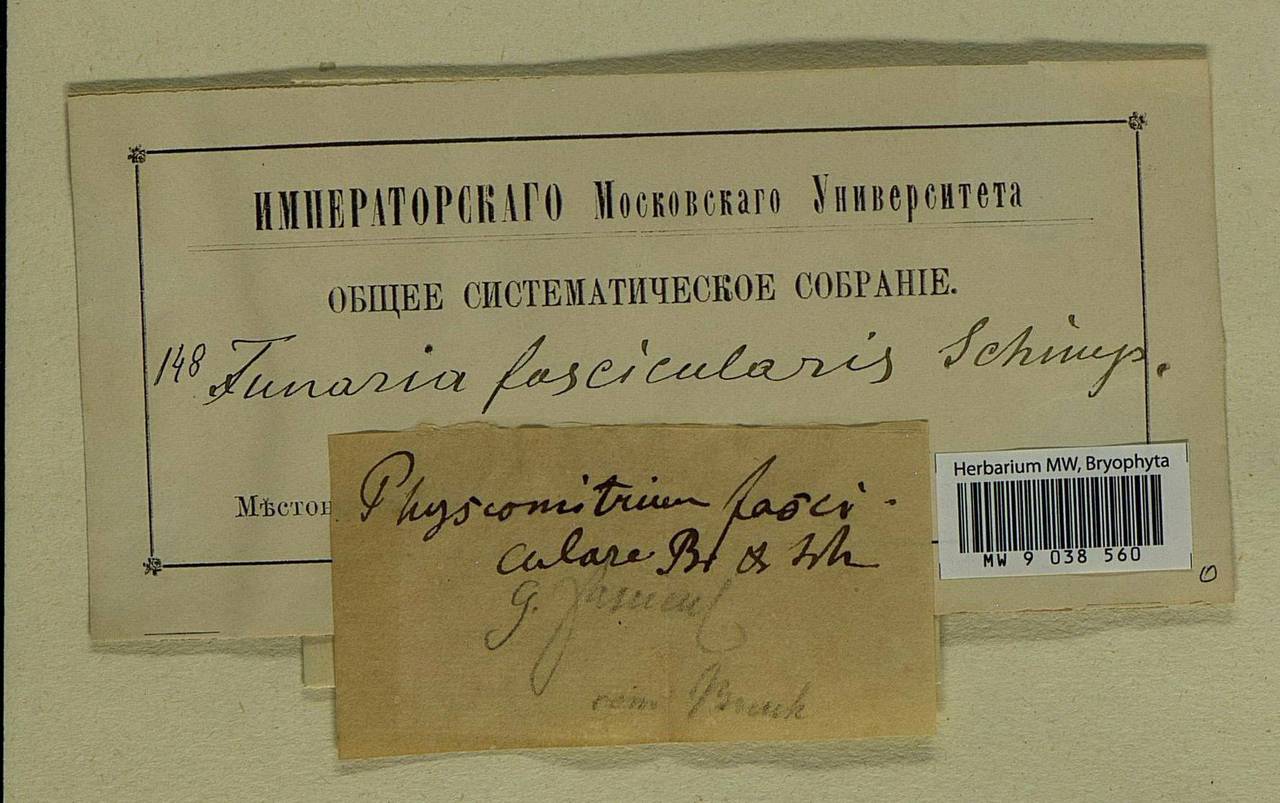 ИМПЕРАТОРСКАГО Московскаго Университета
ОБЩЕЕ СИСТЕМАТИЧЕСКОЕ СОБРАНІЕ.
148 Funaria fascicularis Schimp.
Мѣстон
Physcomitrium fasci-
culare Br & Sch
G.
Bruch
Herbarium MW, Bryophyta
MW 9 038 560